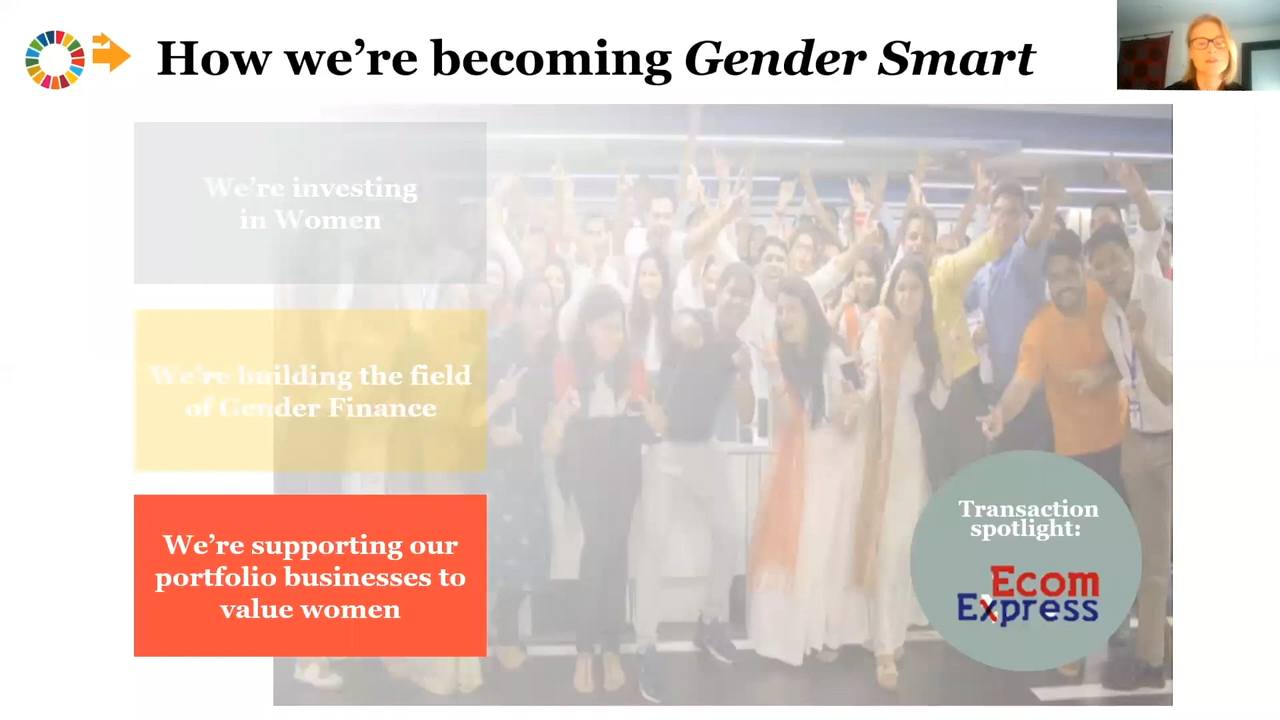 How we're becoming Gender Smart
We're investing
in Women
We're building the field
of Gender Finance
We're supporting our
portfolio businesses to
value women
Transaction
spotlight:
Ecom
Express